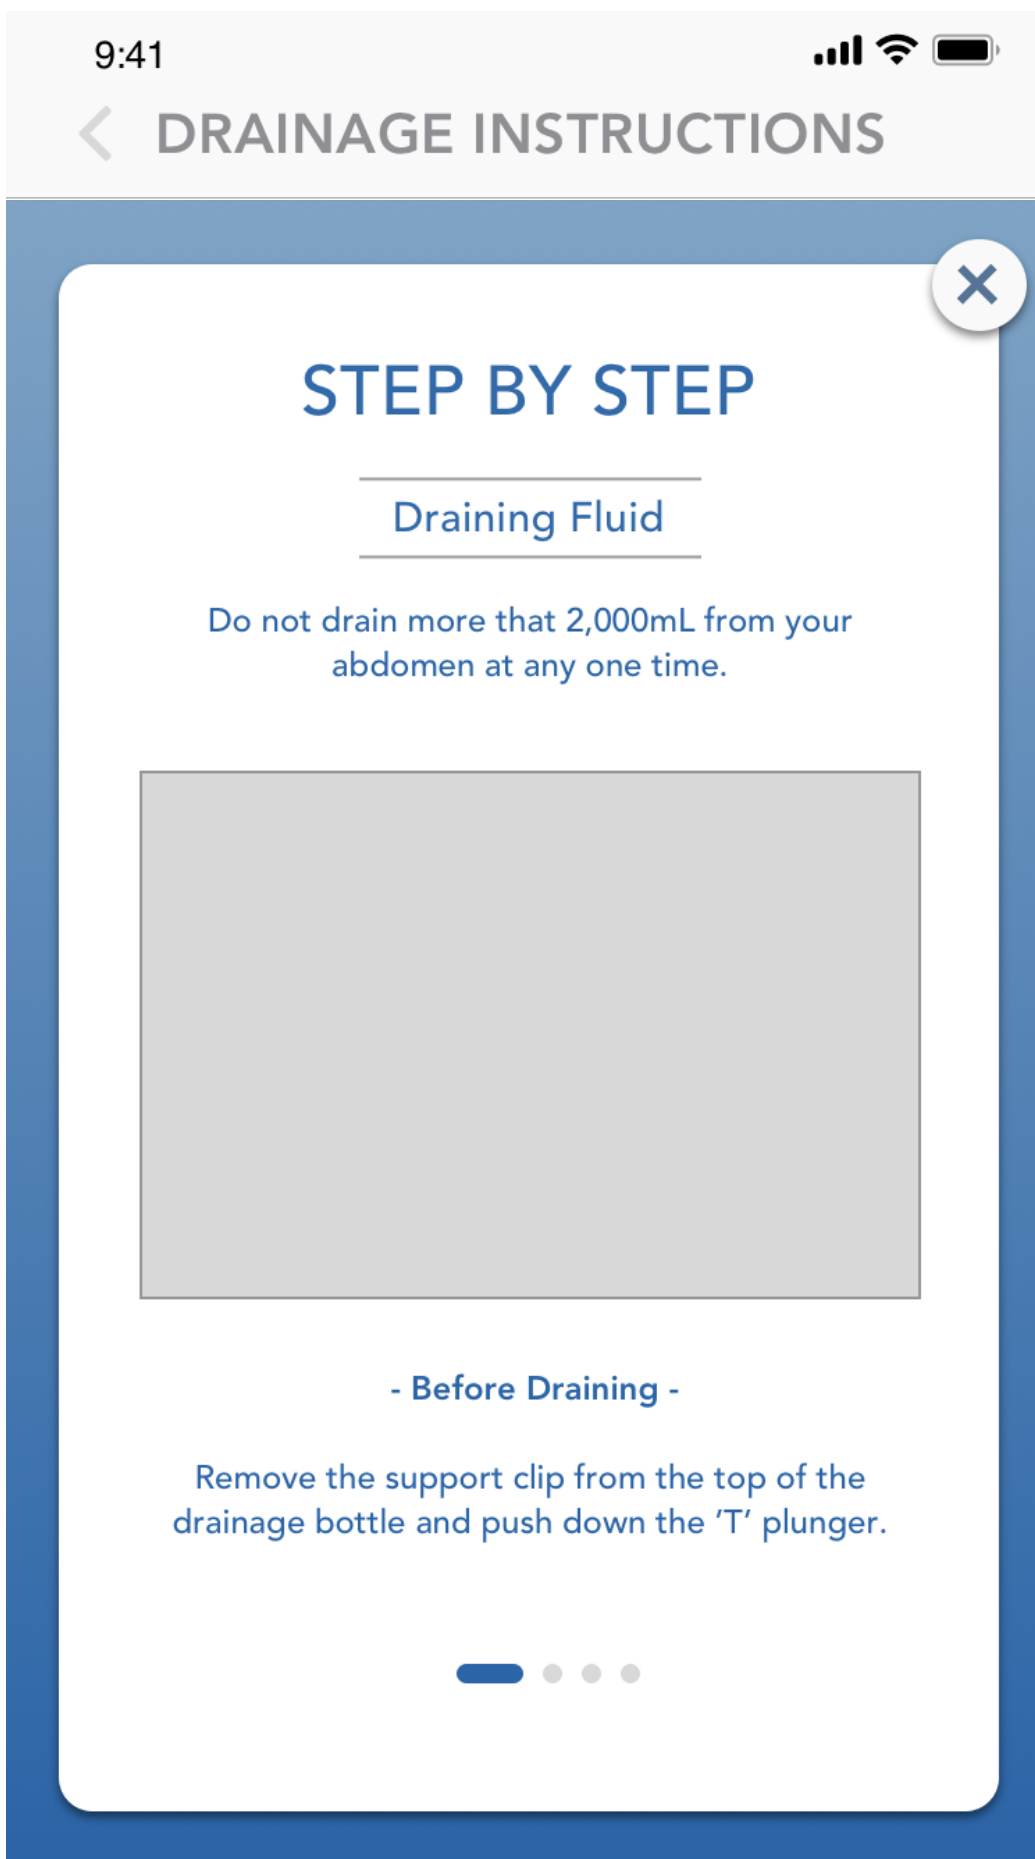 9:41
DRAINAGE INSTRUCTIONS
STEP BY STEP
Draining Fluid
Do not drain more that 2,000mL from your
abdomen at any one time.
- Before Draining -
Remove the support clip from the top of the
drainage bottle and push down the ‘T’ plunger.